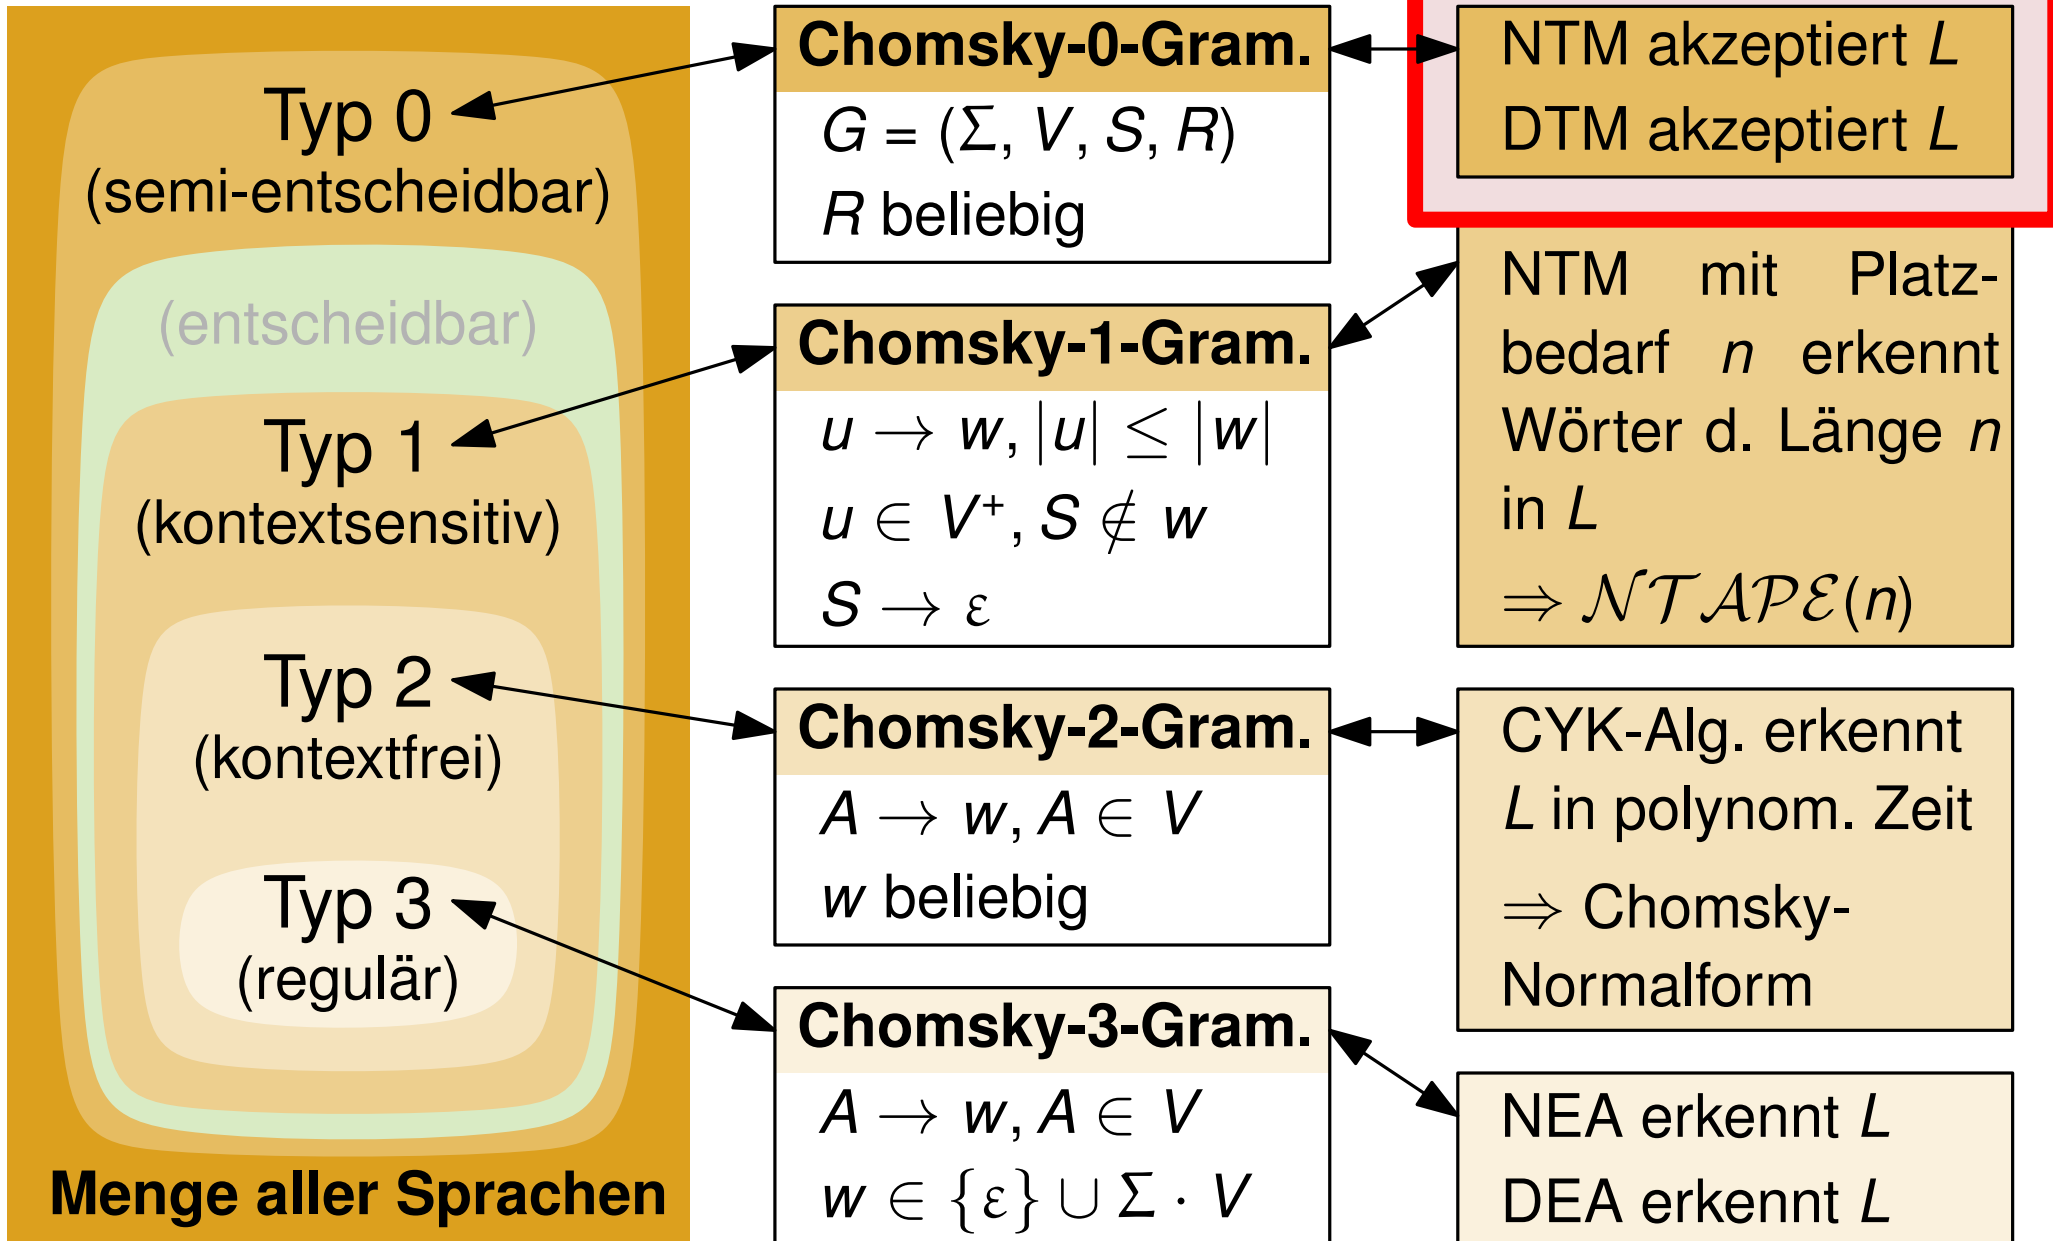 Typ 0
(semi-entscheidbar)
(entscheidbar)
Typ 1
(kontextsensitiv)
Typ 2
(kontextfrei)
Typ 3
(regulär)
Menge aller Sprachen
Chomsky-0-Gram.
G = (Σ, V, S, R)
R beliebig
Chomsky-1-Gram.
u → w, |u| ≤ |w|
u ∈ V⁺, S ∉ w
S → ε
Chomsky-2-Gram.
A → w, A ∈ V
w beliebig
Chomsky-3-Gram.
A → w, A ∈ V
w ∈ {ε} ∪ Σ · V
NTM akzeptiert L
DTM akzeptiert L
NTM mit Platz-
bedarf n erkennt
Wörter d. Länge n
in L
⇒ 𝒩𝒯𝒜𝒫ℰ(n)
CYK-Alg. erkennt
L in polynom. Zeit
⇒ Chomsky-
Normalform
NEA erkennt L
DEA erkennt L